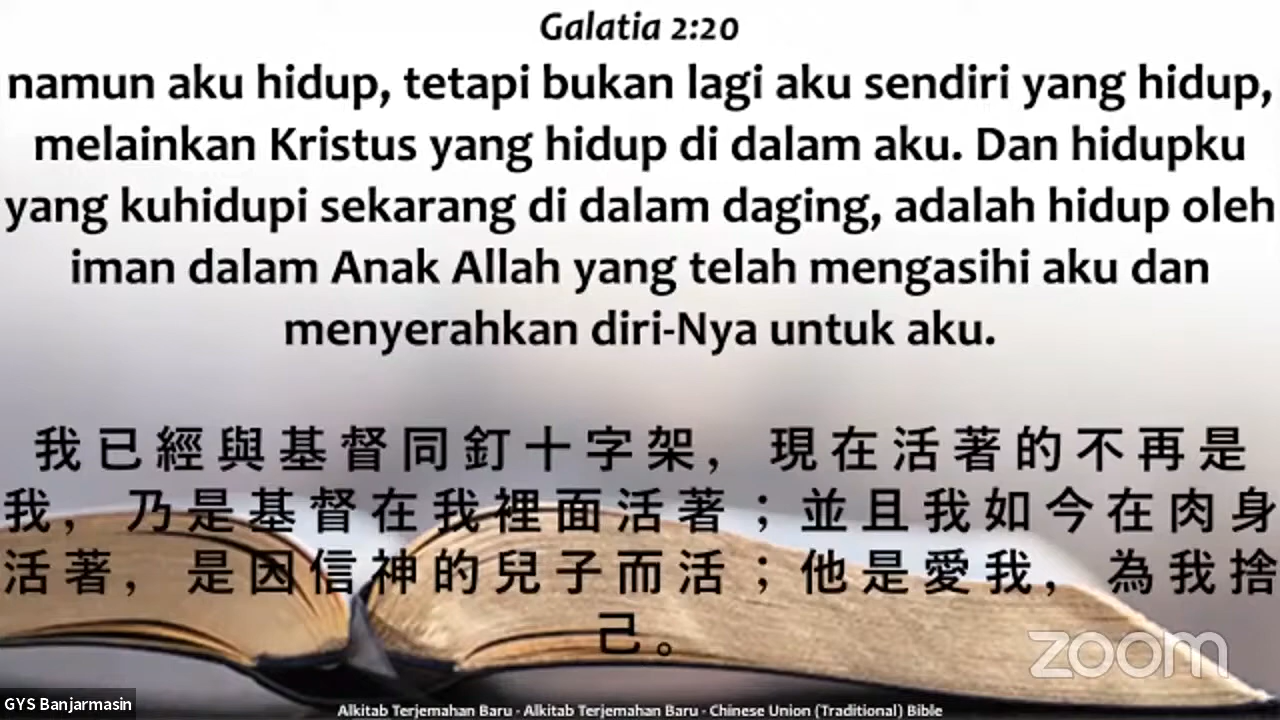 Galatia 2:20
namun aku hidup, tetapi bukan lagi aku sendiri yang hidup,
melainkan Kristus yang hidup di dalam aku. Dan hidupku
yang kuhidupi sekarang di dalam daging, adalah hidup oleh
iman dalam Anak Allah yang telah mengasihi aku dan
menyerahkan diri-Nya untuk aku.
我已經與基督同釘十字架，現在活著的不再是
我，乃是基督在我裡面活著；並且我如今在肉身
活著，是因信神的兒子而活；他是愛我，為我捨
己。
zoom
GYS Banjarmasin
Alkitab Terjemahan Baru - Alkitab Terjemahan Baru - Chinese Union (Traditional) Bible